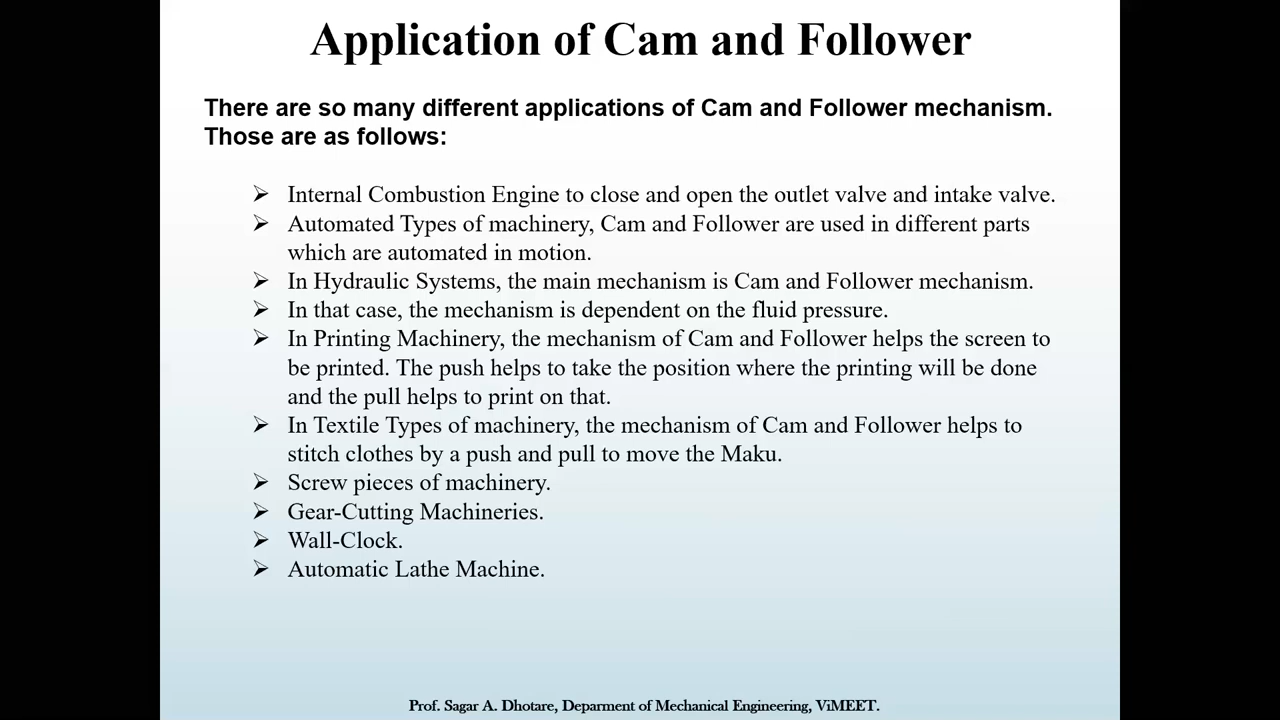 Application of Cam and Follower
There are so many different applications of Cam and Follower mechanism.
Those are as follows:
➢ Internal Combustion Engine to close and open the outlet valve and intake valve.
➢ Automated Types of machinery, Cam and Follower are used in different parts
which are automated in motion.
➢ In Hydraulic Systems, the main mechanism is Cam and Follower mechanism.
➢ In that case, the mechanism is dependent on the fluid pressure.
➢ In Printing Machinery, the mechanism of Cam and Follower helps the screen to
be printed. The push helps to take the position where the printing will be done
and the pull helps to print on that.
➢ In Textile Types of machinery, the mechanism of Cam and Follower helps to
stitch clothes by a push and pull to move the Maku.
➢ Screw pieces of machinery.
➢ Gear-Cutting Machineries.
➢ Wall-Clock.
➢ Automatic Lathe Machine.
Prof. Sagar A. Dhotare, Deparment of Mechanical Engineering, ViMEET.